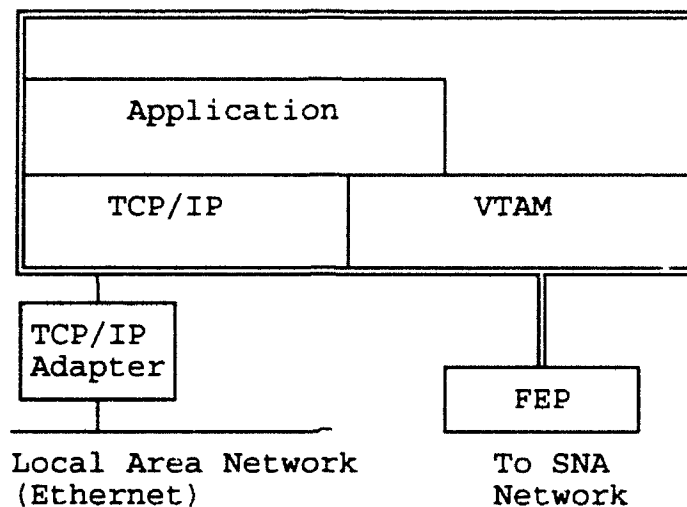 Application
TCP/IP
VTAM
TCP/IP
Adapter
FEP
Local Area Network
(Ethernet)
To SNA
Network